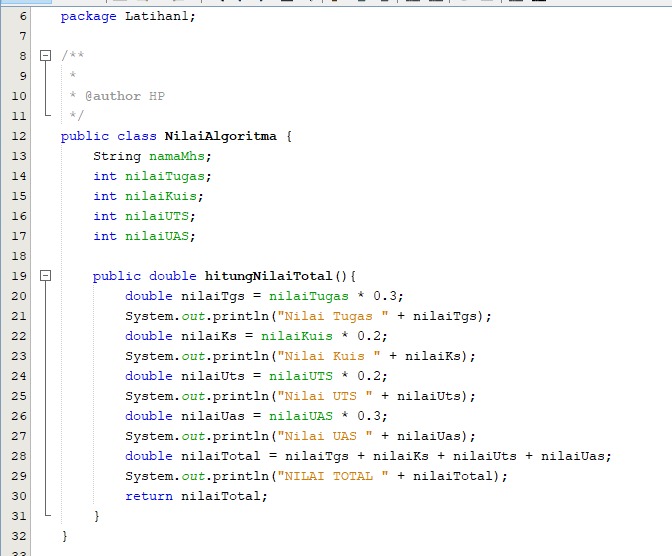 6 package Latihan1;
7
8 /**
9 *
10 * @author HP
11 */
12 public class NilaiAlgoritma {
13 String namaMhs;
14 int nilaiTugas;
15 int nilaiKuis;
16 int nilaiUTS;
17 int nilaiUAS;
18
19 public double hitungNilaiTotal(){
20 double nilaiTgs = nilaiTugas * 0.3;
21 System.out.println("Nilai Tugas " + nilaiTgs);
22 double nilaiKs = nilaiKuis * 0.2;
23 System.out.println("Nilai Kuis " + nilaiKs);
24 double nilaiUts = nilaiUTS * 0.2;
25 System.out.println("Nilai UTS " + nilaiUts);
26 double nilaiUas = nilaiUAS * 0.3;
27 System.out.println("Nilai UAS " + nilaiUas);
28 double nilaiTotal = nilaiTgs + nilaiKs + nilaiUts + nilaiUas;
29 System.out.println("NILAI TOTAL " + nilaiTotal);
30 return nilaiTotal;
31 }
32 }